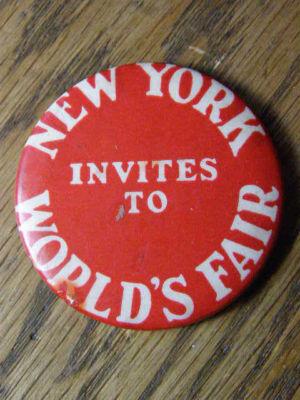 NEW YORK
INVITES
TO
WORLD'S FAIR